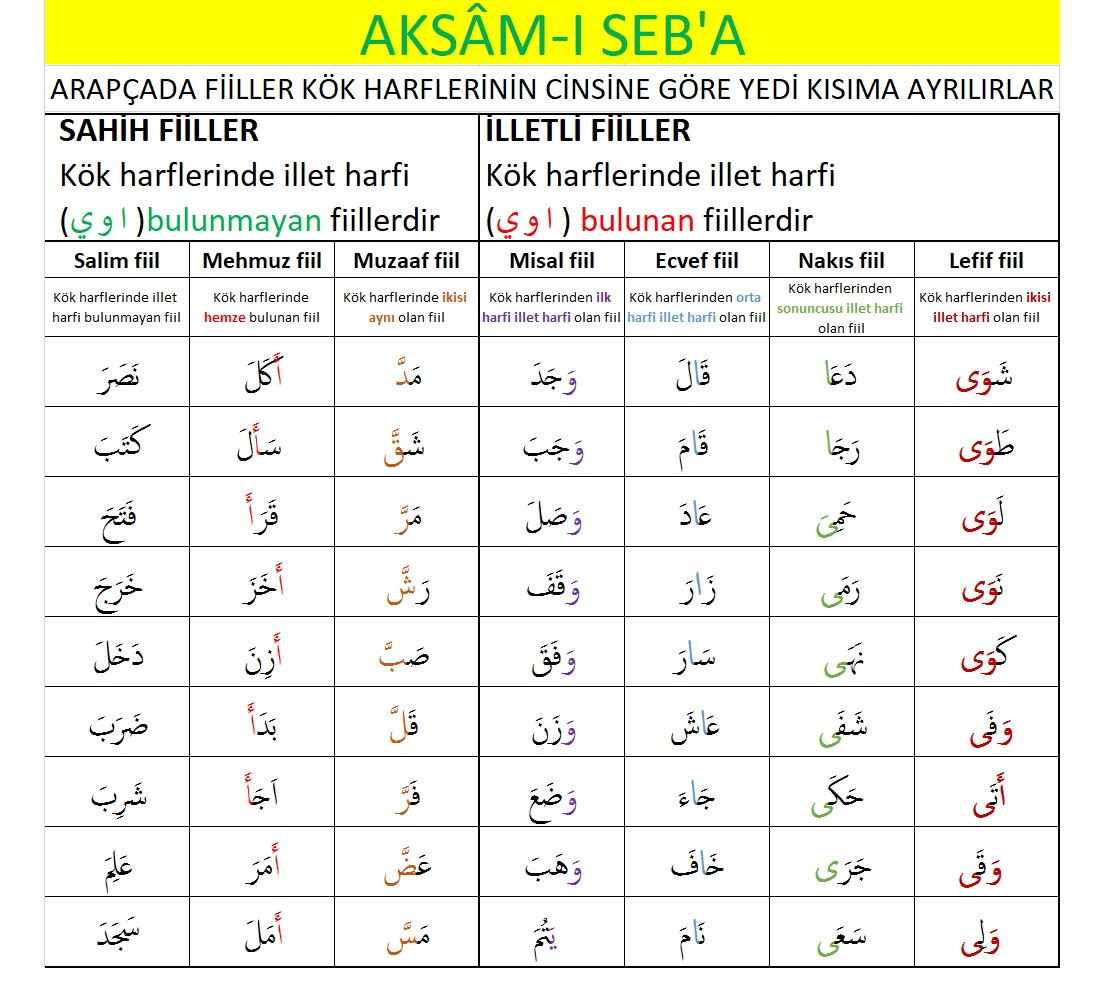 AKSÂM-I SEB'A
ARAPÇADA FİİLLER KÖK HARFLERİNİN CİNSİNE GÖRE YEDİ KISIMA AYRILIRLAR
SAHİH FİİLLER
Kök harflerinde illet harfi
(ا و ي)bulunmayan fiillerdir
İLLETLİ FİİLLER
Kök harflerinde illet harfi
(ا و ي) bulunan fiillerdir
Salim fiil Mehmuz fiil Muzaaf fiil Misal fiil Ecvef fiil Nakıs fiil Lefif fiil
Kök harflerinde illet
harfi bulunmayan fiil
Kök harflerinde
hemze bulunan fiil
Kök harflerinde ikisi
aynı olan fiil
Kök harflerinden ilk
harfi illet harfi olan fiil
Kök harflerinden orta
harfi illet harfi olan fiil
Kök harflerinden
sonuncusu illet harfi
olan fiil
Kök harflerinden ikisi
illet harfi olan fiil
نَصَرَ أَكَلَ مَدَّ وَجَدَ قَالَ دَعَا شَوَى
كَتَبَ سَأَلَ شَقَّ وَجَبَ قَامَ رَجَا طَوَى
فَتَحَ قَرَأَ مَرَّ وَصَلَ عَادَ حَمِيَ لَوَى
خَرَجَ أَخَزَ رَشَّ وَقَفَ زَارَ رَمَى نَوَى
دَخَلَ أَزِنَ صَبَّ وَفَقَ سَارَ نَهَى كَوَى
ضَرَبَ بَدَأَ قَلَّ وَزَنَ عَاشَ شَفَى وَفَى
شَرِبَ اَجَأَ فَرَّ وَضَعَ جَاءَ حَكَى أَتَى
عَلِمَ أَمَرَ عَضَّ وَهَبَ خَافَ جَرَى وَقَى
سَجَدَ أَمَلَ مَسَّ يَتُمَ نَامَ سَعَى وَلِى